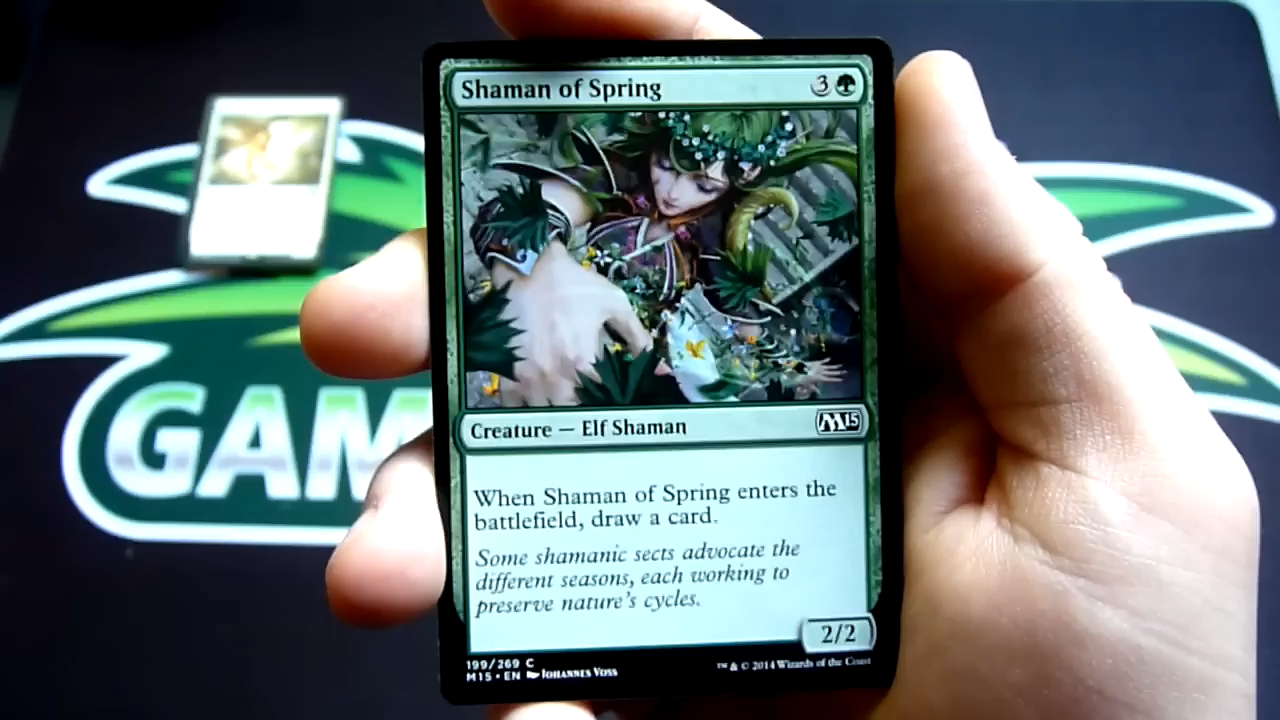 Shaman of Spring 3
Creature — Elf Shaman M15
When Shaman of Spring enters the
battlefield, draw a card.
Some shamanic sects advocate the
different seasons, each working to
preserve nature's cycles.
2/2
199/269 C
M15 • EN Johannes Voss ™ & © 2014 Wizards of the Coast
GAM